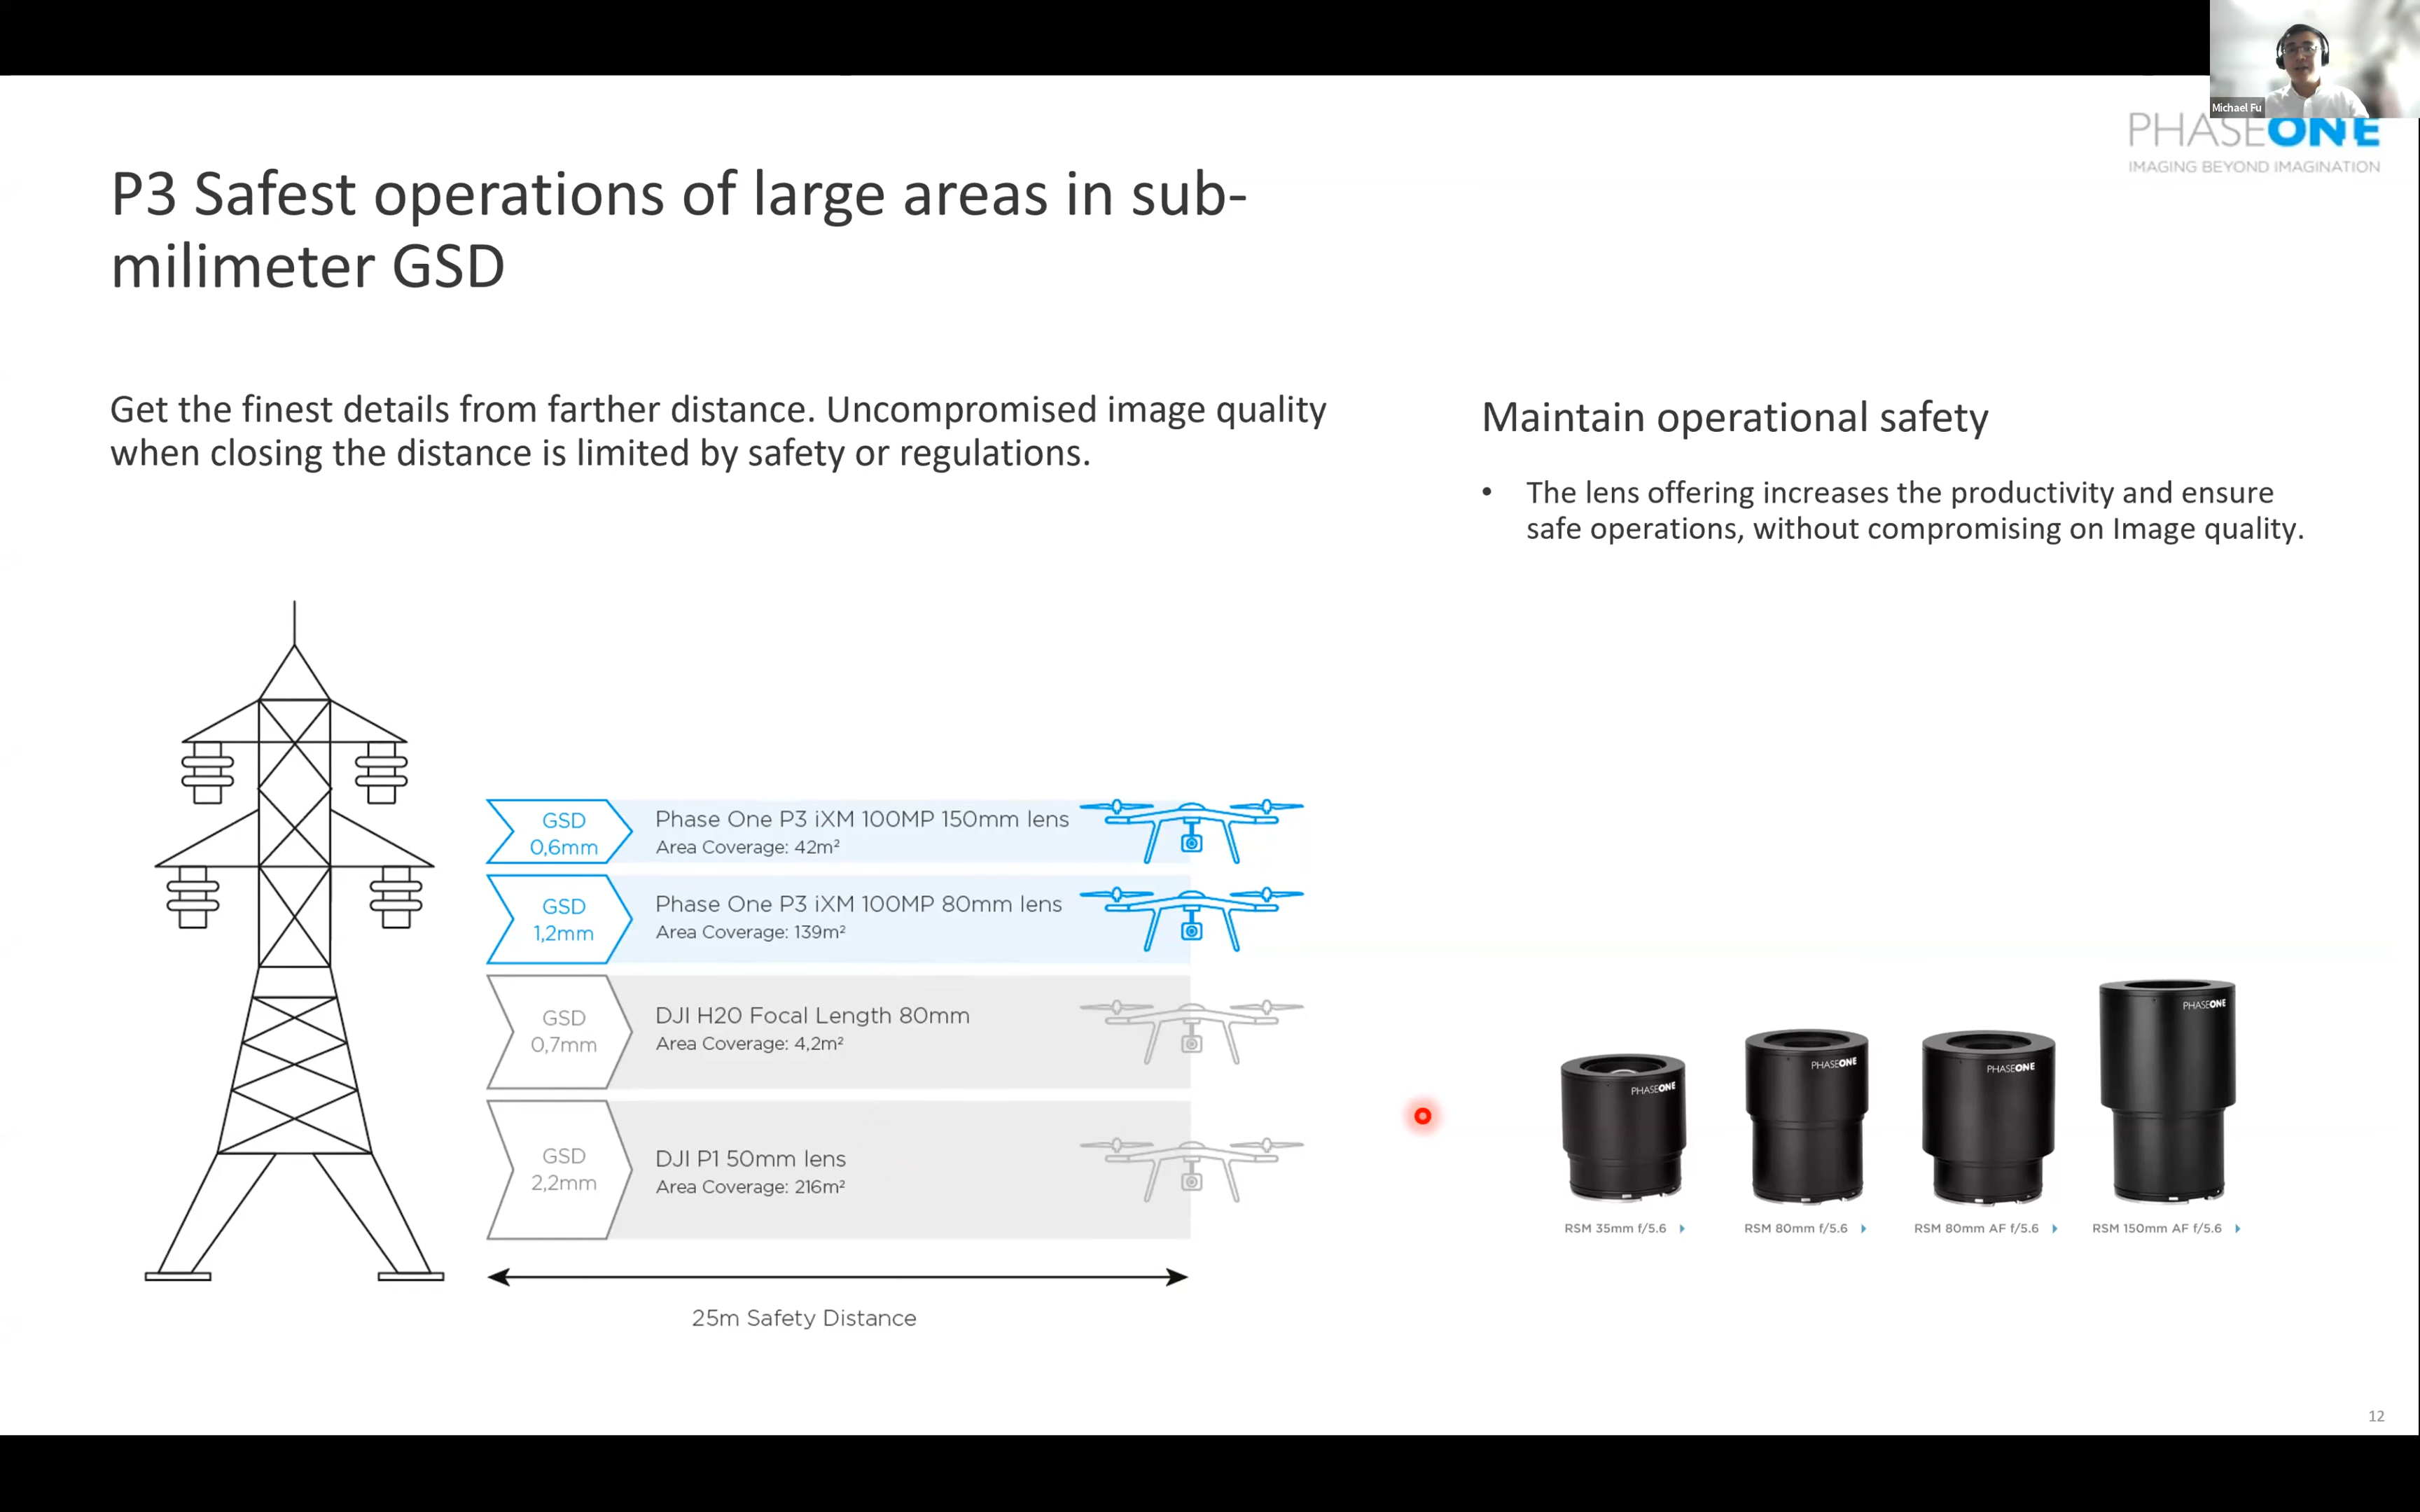 Michael Fu
PHASEONE
IMAGING BEYOND IMAGINATION
P3 Safest operations of large areas in sub-
milimeter GSD
Get the finest details from farther distance. Uncompromised image quality
when closing the distance is limited by safety or regulations.
Maintain operational safety
• The lens offering increases the productivity and ensure
safe operations, without compromising on Image quality.
GSD
0,6mm
Phase One P3 iXM 100MP 150mm lens
Area Coverage: 42m²
GSD
1,2mm
Phase One P3 iXM 100MP 80mm lens
Area Coverage: 139m²
GSD
0,7mm
DJI H20 Focal Length 80mm
Area Coverage: 4,2m²
GSD
2,2mm
DJI P1 50mm lens
Area Coverage: 216m²
25m Safety Distance
PHASEONE
PHASEONE
PHASEONE
PHASEONE
RSM 35mm f/5.6
RSM 80mm f/5.6
RSM 80mm AF f/5.6
RSM 150mm AF f/5.6
12